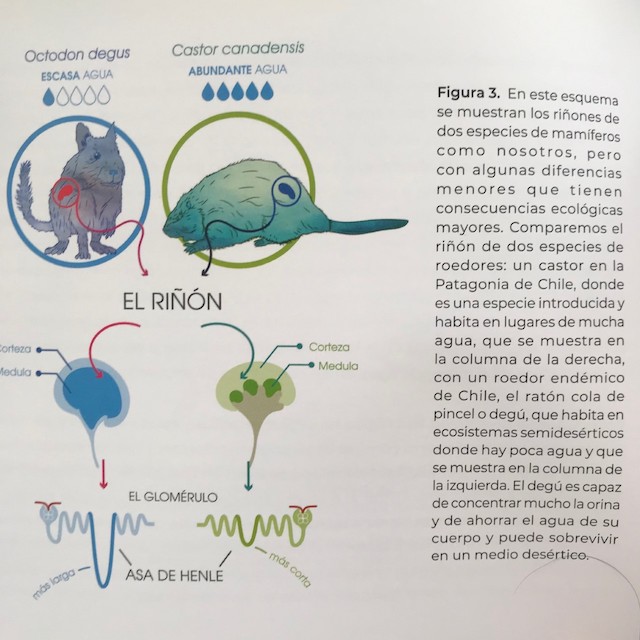 Octodon degus
ESCASA AGUA
Castor canadensis
ABUNDANTE AGUA
EL RIÑÓN
Corteza
Medula
Corteza
Medula
EL GLOMÉRULO
más larga
ASA DE HENLE
más corta
Figura 3. En este esquema
se muestran los riñones de
dos especies de mamíferos
como nosotros, pero
con algunas diferencias
menores que tienen
consecuencias ecológicas
mayores. Comparemos el
riñón de dos especies de
roedores: un castor en la
Patagonia de Chile, donde
es una especie introducida y
habita en lugares de mucha
agua, que se muestra en
la columna de la derecha,
con un roedor endémico
de Chile, el ratón cola de
pincel o degú, que habita en
ecosistemas semidesérticos
donde hay poca agua y que
se muestra en la columna de
la izquierda. El degú es capaz
de concentrar mucho la orina
y de ahorrar el agua de su
cuerpo y puede sobrevivir
en un medio desértico.